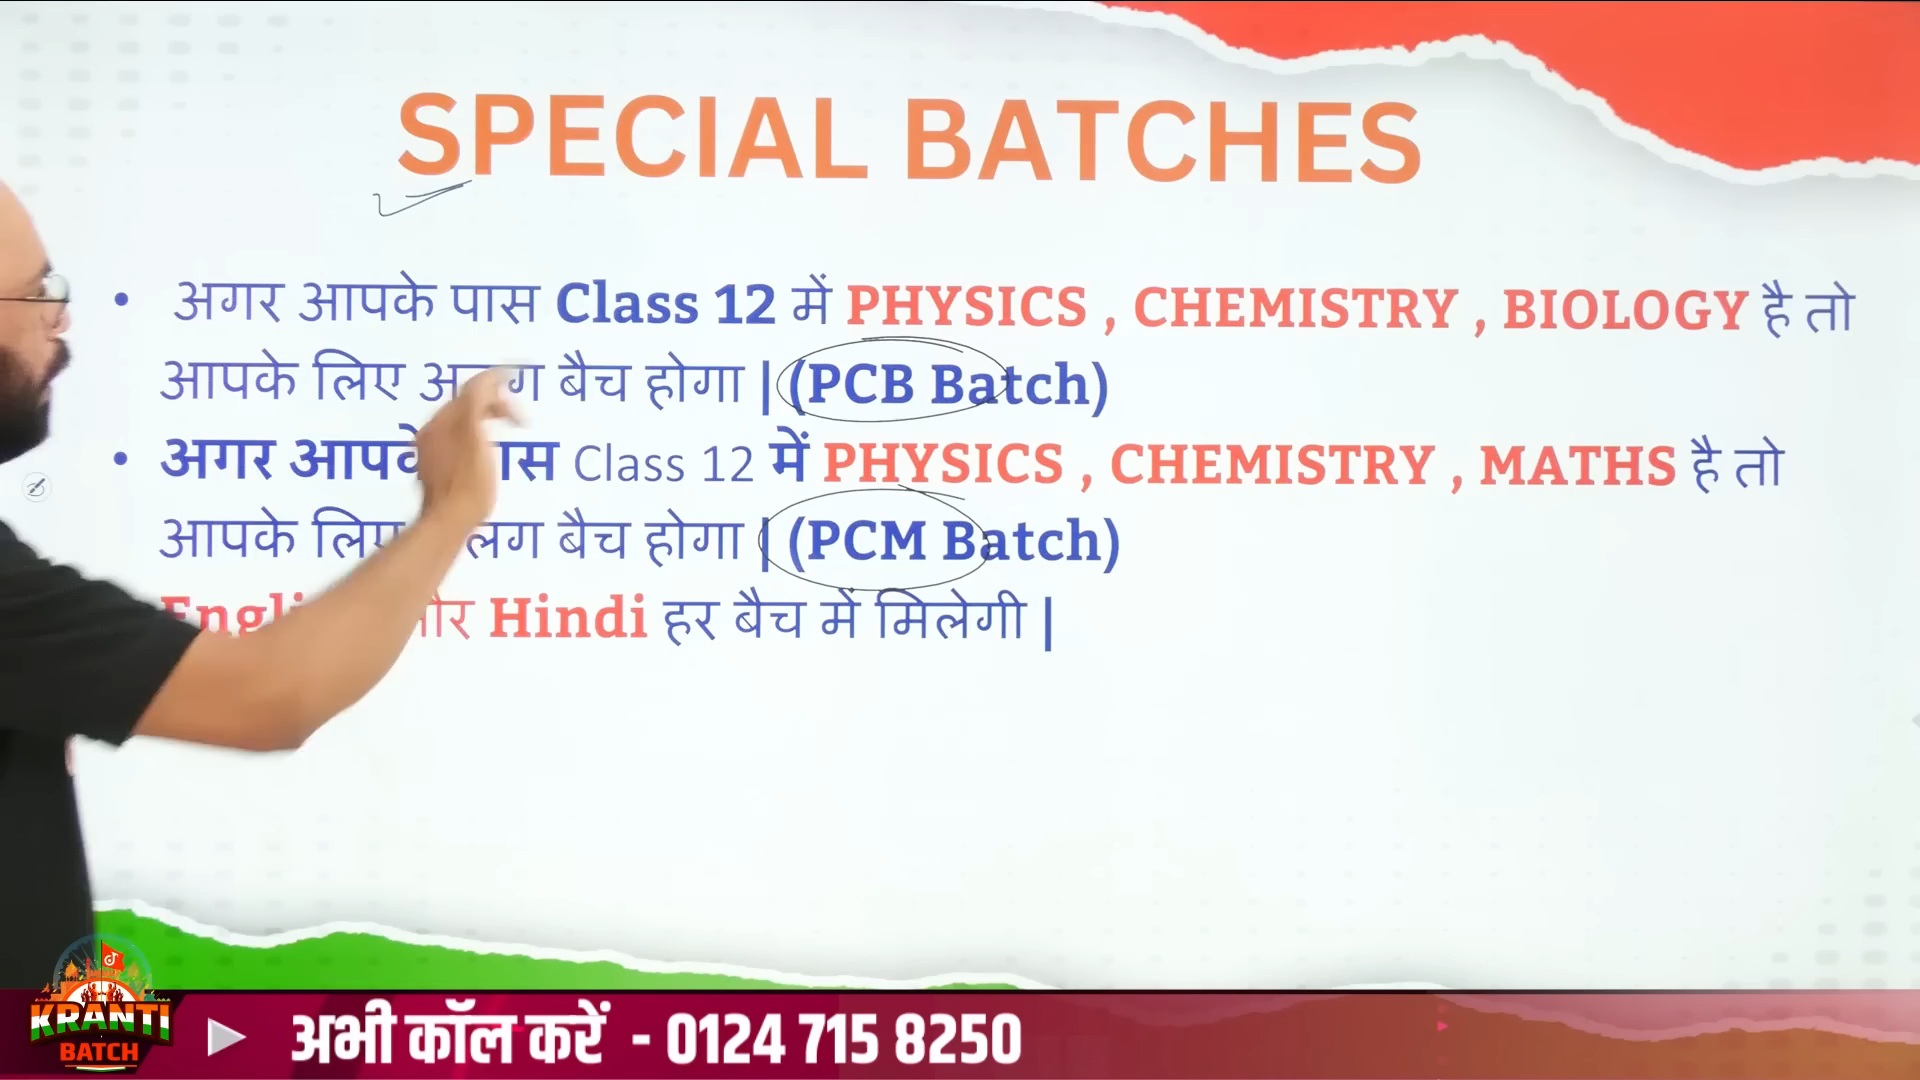 SPECIAL BATCHES
• अगर आपके पास Class 12 में PHYSICS , CHEMISTRY , BIOLOGY है तो
आपके लिए बैच होगा | (PCB Batch)
• अगर Class 12 में PHYSICS , CHEMISTRY , MATHS है तो
आपके बैच होगा | (PCM Batch)
Hindi हर बैच में मिलेगी |
KRANTI
BATCH
अभी कॉल करें - 0124 715 8250